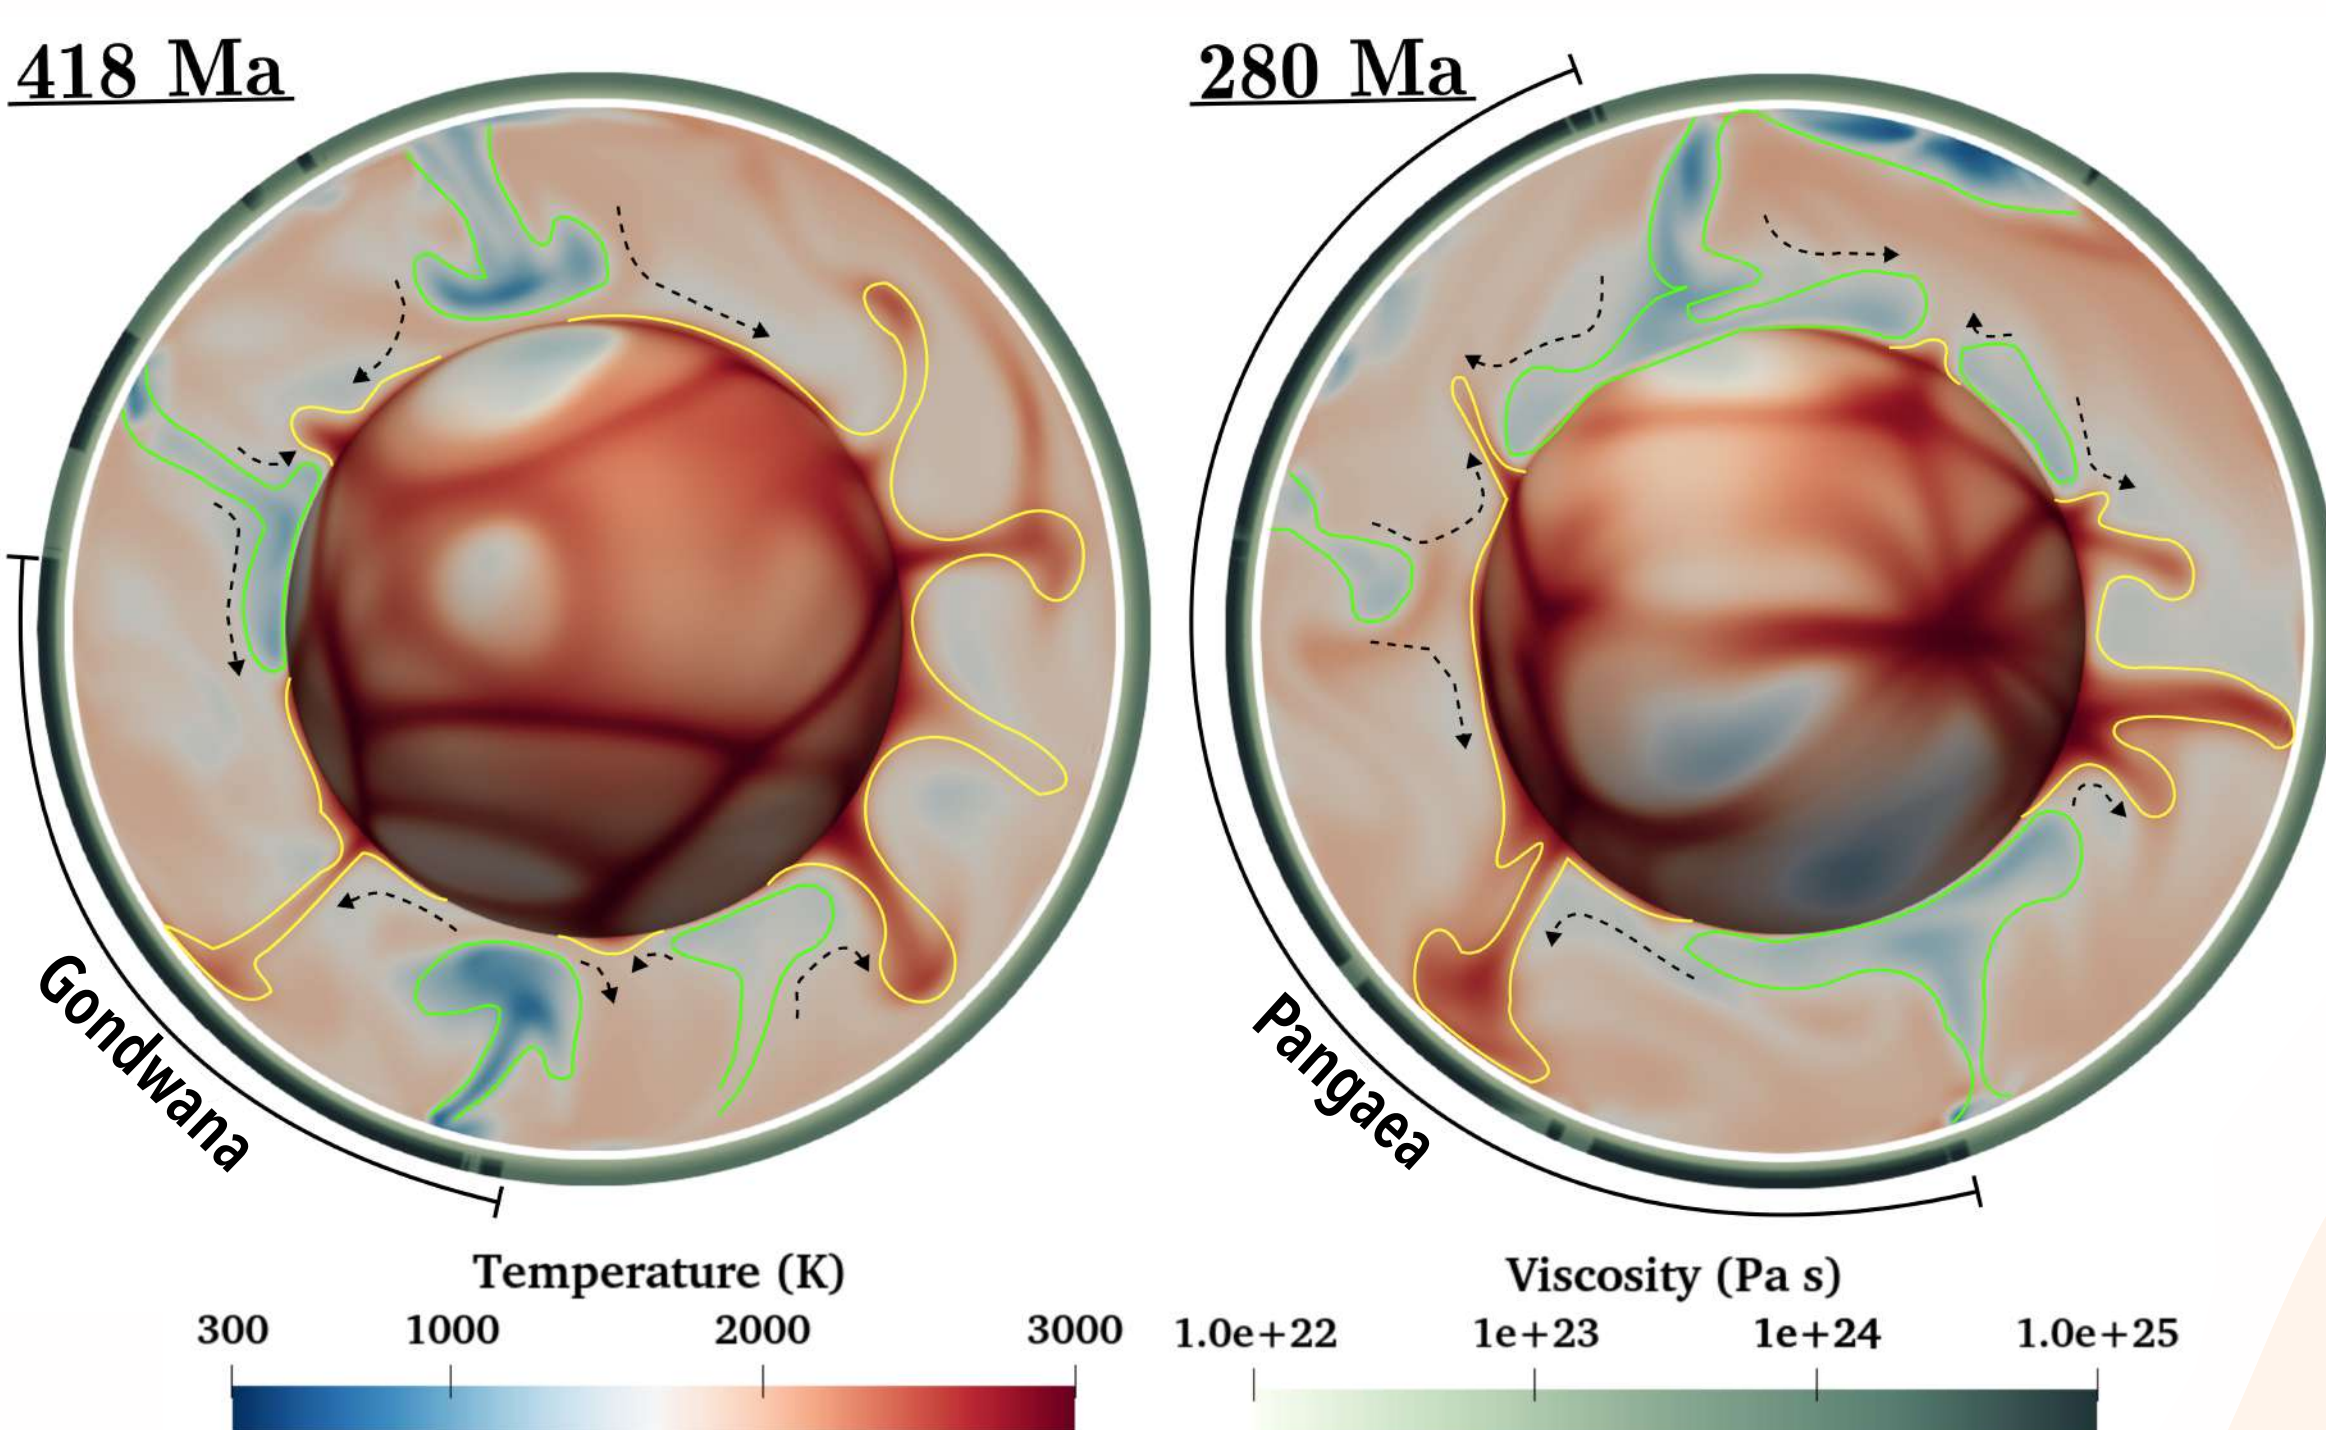 418 Ma
280 Ma
Gondwana
Pangaea
Temperature (K)
300 1000 2000 3000
Viscosity (Pa s)
1.0e+22 1e+23 1e+24 1.0e+25